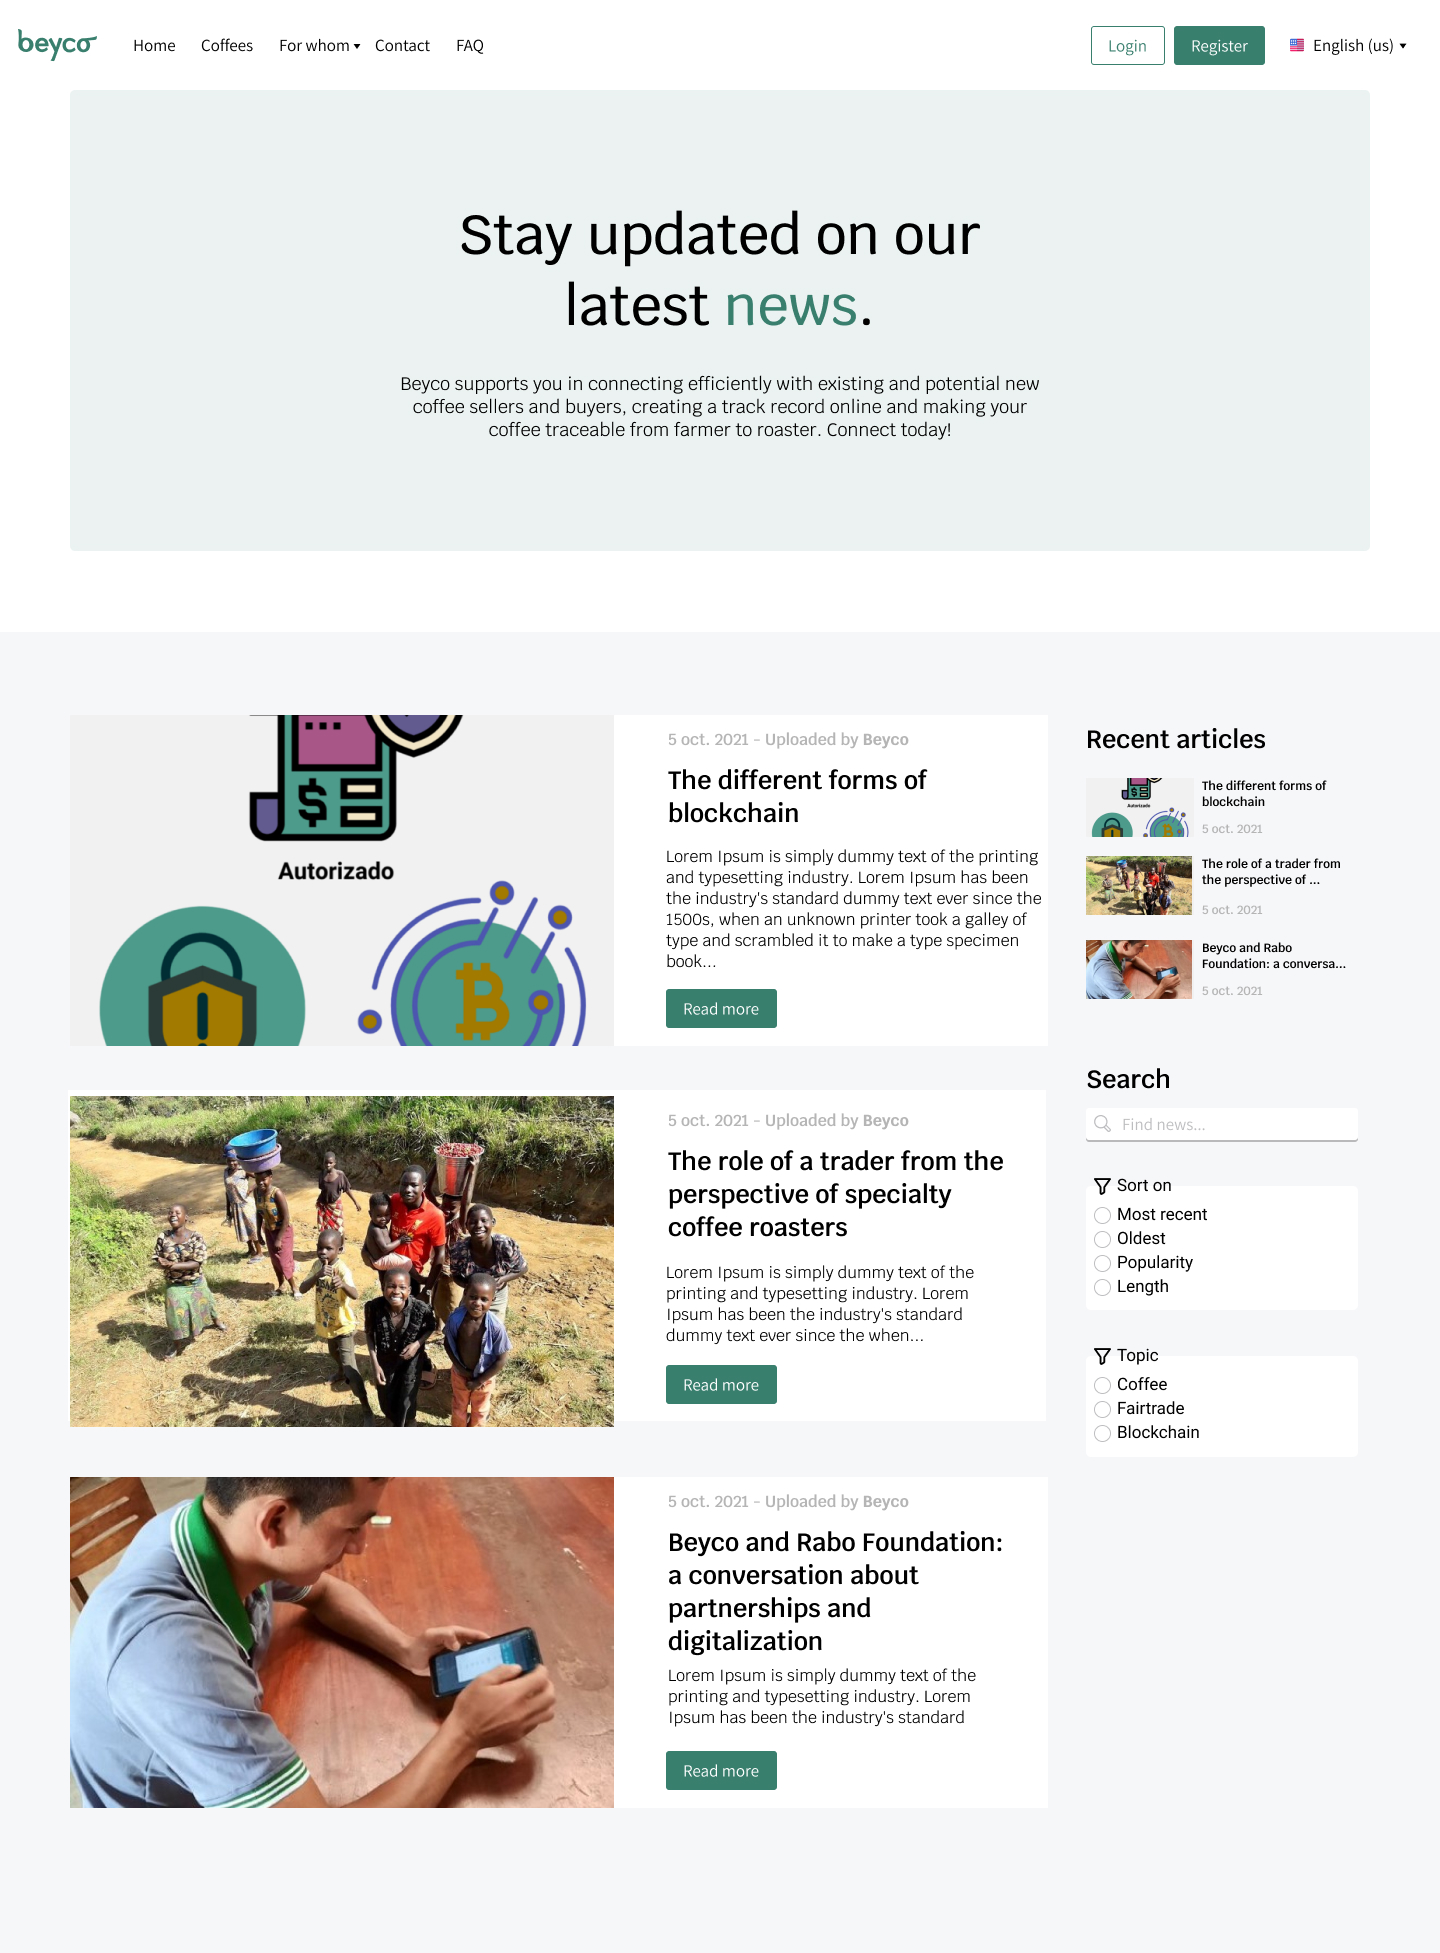 beyco
Home
Coffees
For whom
Contact
FAQ
Login
Register
English (us)
Stay updated on our
latest news.
Beyco supports you in connecting efficiently with existing and potential new
coffee sellers and buyers, creating a track record online and making your
coffee traceable from farmer to roaster. Connect today!
Autorizado
5 oct. 2021 - Uploaded by Beyco
The different forms of
blockchain
Lorem Ipsum is simply dummy text of the printing
and typesetting industry. Lorem Ipsum has been
the industry's standard dummy text ever since the
1500s, when an unknown printer took a galley of
type and scrambled it to make a type specimen
book...
Read more
5 oct. 2021 - Uploaded by Beyco
The role of a trader from the
perspective of specialty
coffee roasters
Lorem Ipsum is simply dummy text of the
printing and typesetting industry. Lorem
Ipsum has been the industry's standard
dummy text ever since the when...
Read more
5 oct. 2021 - Uploaded by Beyco
Beyco and Rabo Foundation:
a conversation about
partnerships and
digitalization
Lorem Ipsum is simply dummy text of the
printing and typesetting industry. Lorem
Ipsum has been the industry's standard
Read more
Recent articles
Autorizado
The different forms of
blockchain
5 oct. 2021
The role of a trader from
the perspective of ...
5 oct. 2021
Beyco and Rabo
Foundation: a conversa...
5 oct. 2021
Search
Find news...
Sort on
Most recent
Oldest
Popularity
Length
Topic
Coffee
Fairtrade
Blockchain